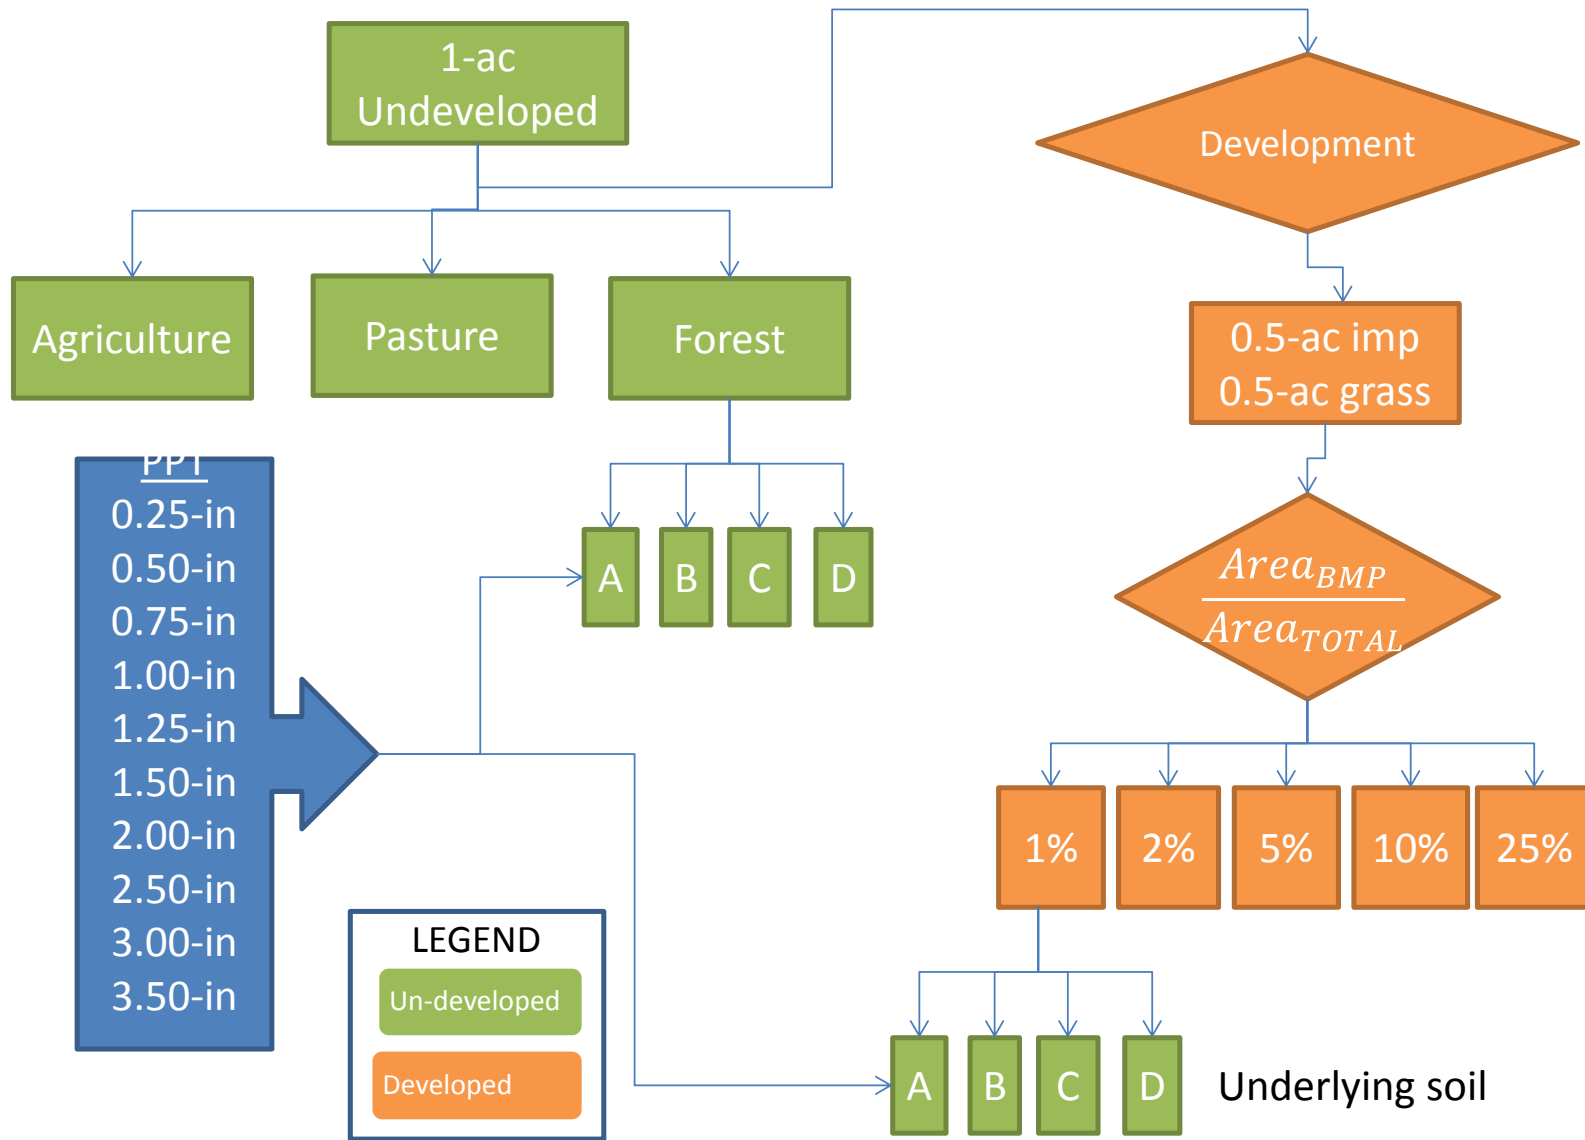 1-ac
Undeveloped
Development
Agriculture
Pasture
Forest
0.5-ac imp
0.5-ac grass
PPT
0.25-in
0.50-in
0.75-in
1.00-in
1.25-in
1.50-in
2.00-in
2.50-in
3.00-in
3.50-in
A B C D
Area_BMP
Area_TOTAL
1% 2% 5% 10% 25%
LEGEND
Un-developed
Developed
A B C D
Underlying soil